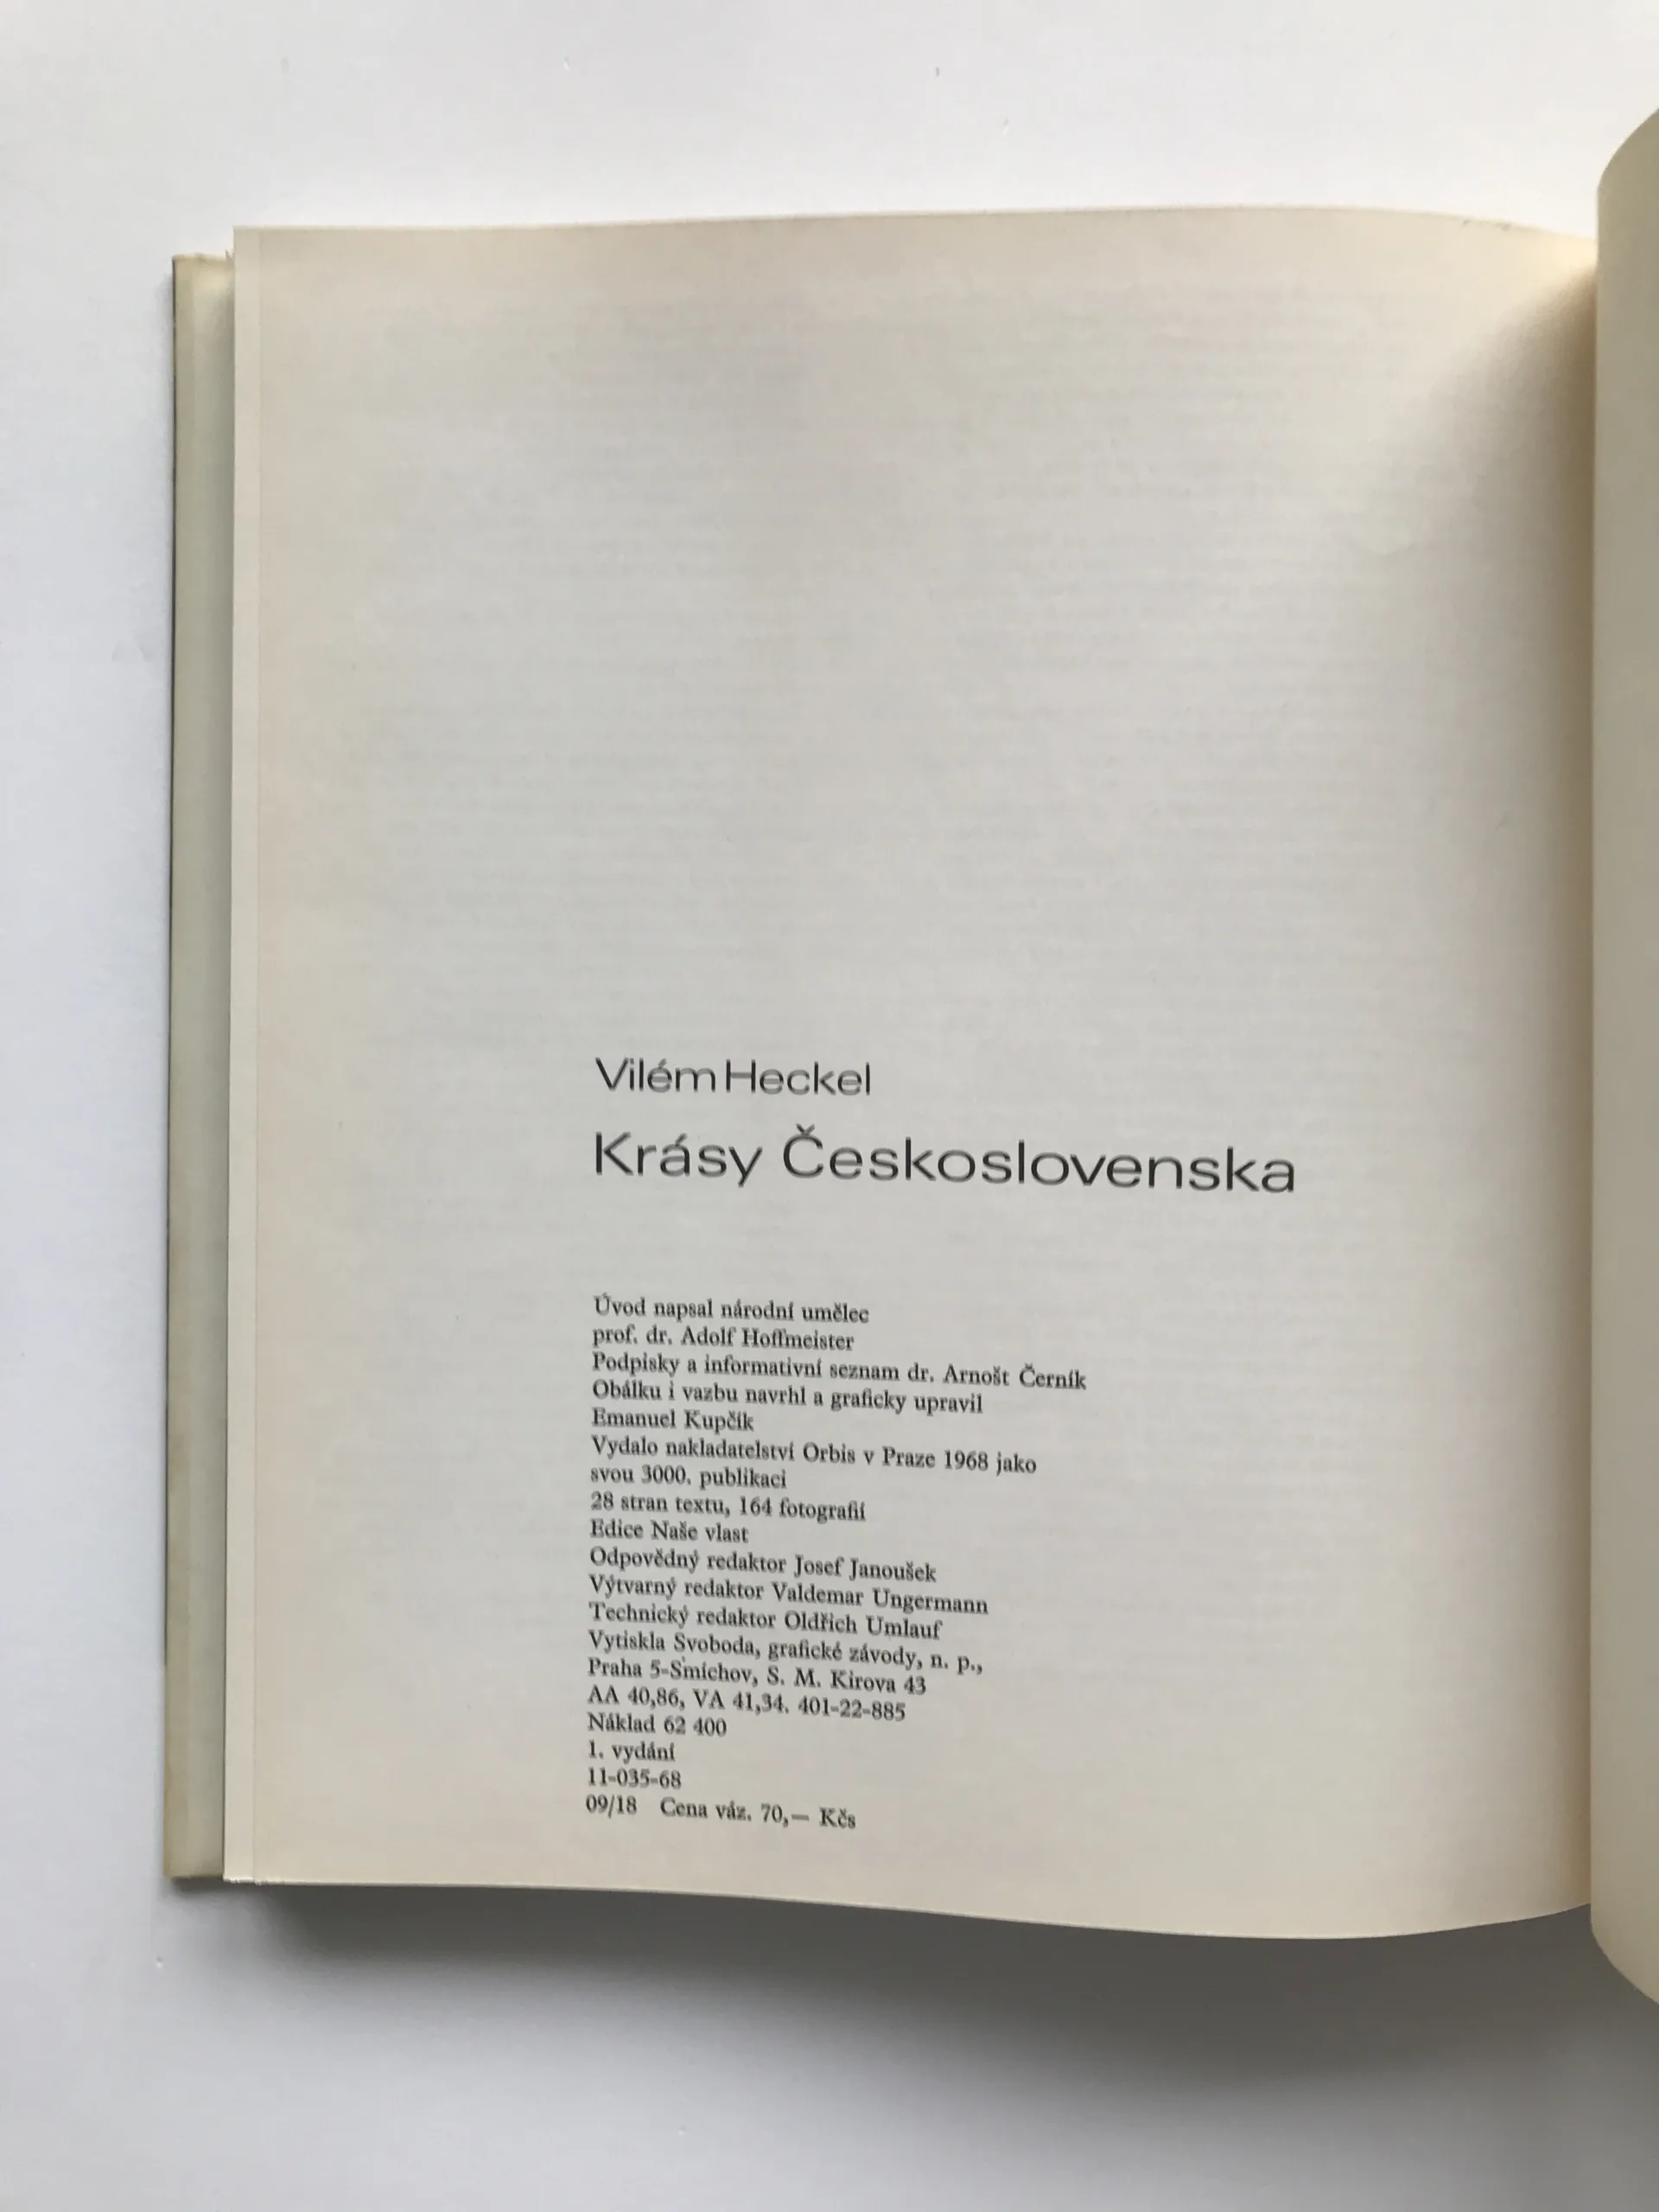 Vilém Heckel
Krásy Československa
Úvod napsal národní umělec
prof. dr. Adolf Hoffmeister
Podpisky a informativní seznam dr. Arnošt Černík
Obálku i vazbu navrhl a graficky upravil
Emanuel Kupčík
Vydalo nakladatelství Orbis v Praze 1968 jako
svou 3000. publikaci
28 stran textu, 164 fotografií
Edice Naše vlast
Odpovědný redaktor Josef Janoušek
Výtvarný redaktor Valdemar Ungermann
Technický redaktor Oldřich Umlauf
Vytiskla Svoboda, grafické závody, n. p.,
Praha 5-Smíchov, S. M. Kirova 43
AA 40,86, VA 41,34. 401-22-885
Náklad 62 400
1. vydání
11-035-68
09/18 Cena váz. 70,— Kčs